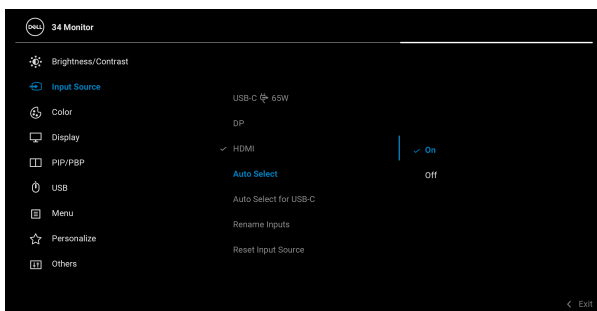 DELL 34 Monitor
Brightness/Contrast
Input Source
Color
Display
PIP/PBP
USB
Menu
Personalize
Others
USB-C 65W
DP
HDMI
Auto Select
Auto Select for USB-C
Rename Inputs
Reset Input Source
On
Off
Exit